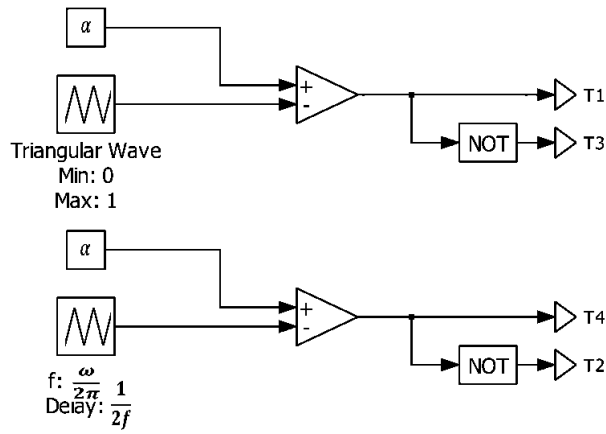 α
+
-
T1
NOT
T3
Triangular Wave
Min: 0
Max: 1
α
+
-
T4
NOT
T2
f: ω/2π
Delay: 1/2f